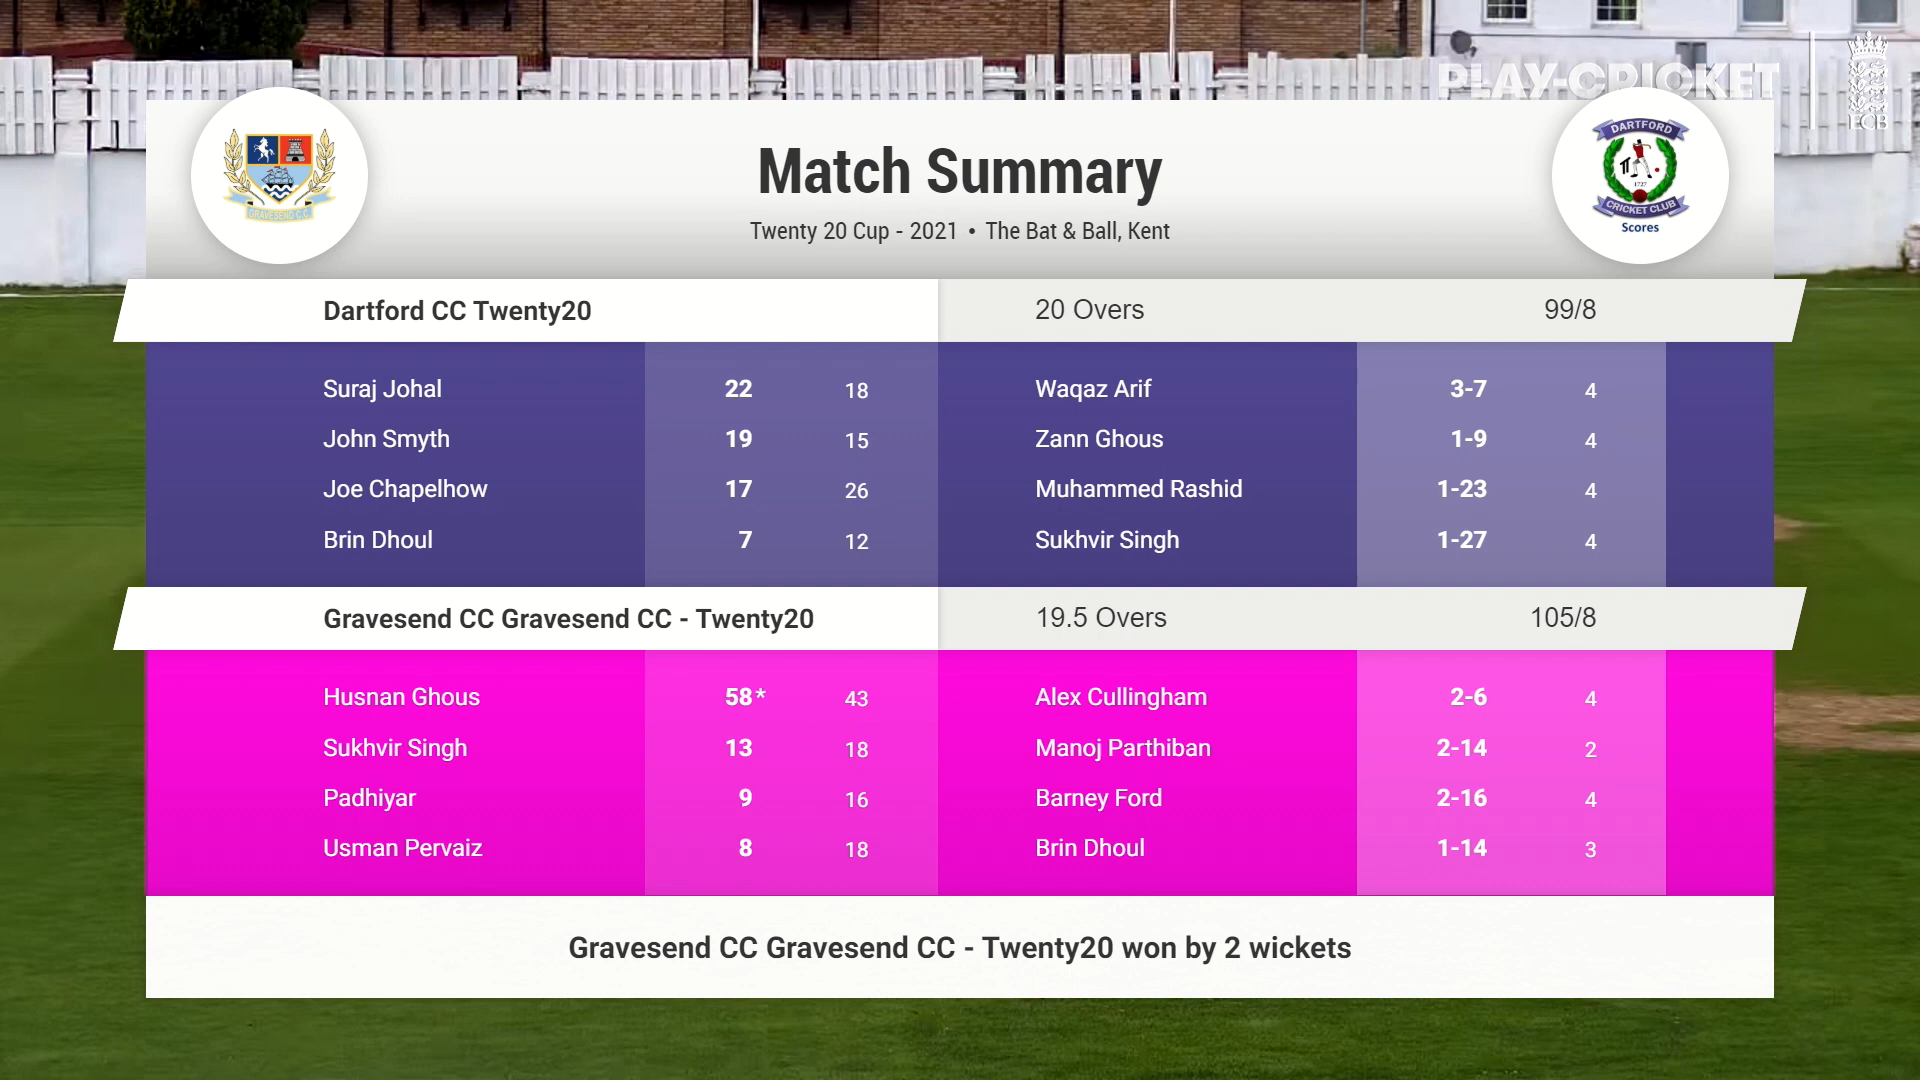 PLAY-CRICKET
ECB
GRAVESEND C.C.
DARTFORD
1727
CRICKET CLUB
Scores
Match Summary
Twenty 20 Cup - 2021 • The Bat & Ball, Kent
Dartford CC Twenty20 20 Overs 99/8
Suraj Johal 22 18 Waqaz Arif 3-7 4
John Smyth 19 15 Zann Ghous 1-9 4
Joe Chapelhow 17 26 Muhammed Rashid 1-23 4
Brin Dhoul 7 12 Sukhvir Singh 1-27 4
Gravesend CC Gravesend CC - Twenty20 19.5 Overs 105/8
Husnan Ghous 58* 43 Alex Cullingham 2-6 4
Sukhvir Singh 13 18 Manoj Parthiban 2-14 2
Padhiyar 9 16 Barney Ford 2-16 4
Usman Pervaiz 8 18 Brin Dhoul 1-14 3
Gravesend CC Gravesend CC - Twenty20 won by 2 wickets